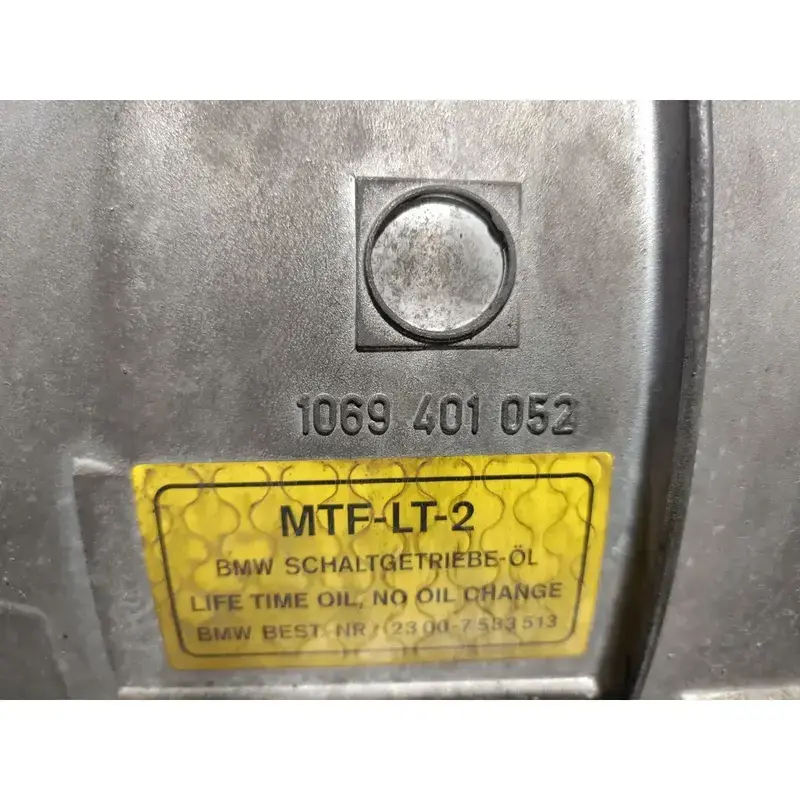 1069 401 052
MTF-LT-2
BMW SCHALTGETRIEBE-ÖL
LIFE TIME OIL, NO OIL CHANGE
BMW BEST. NR.: 23 00-7 533 513